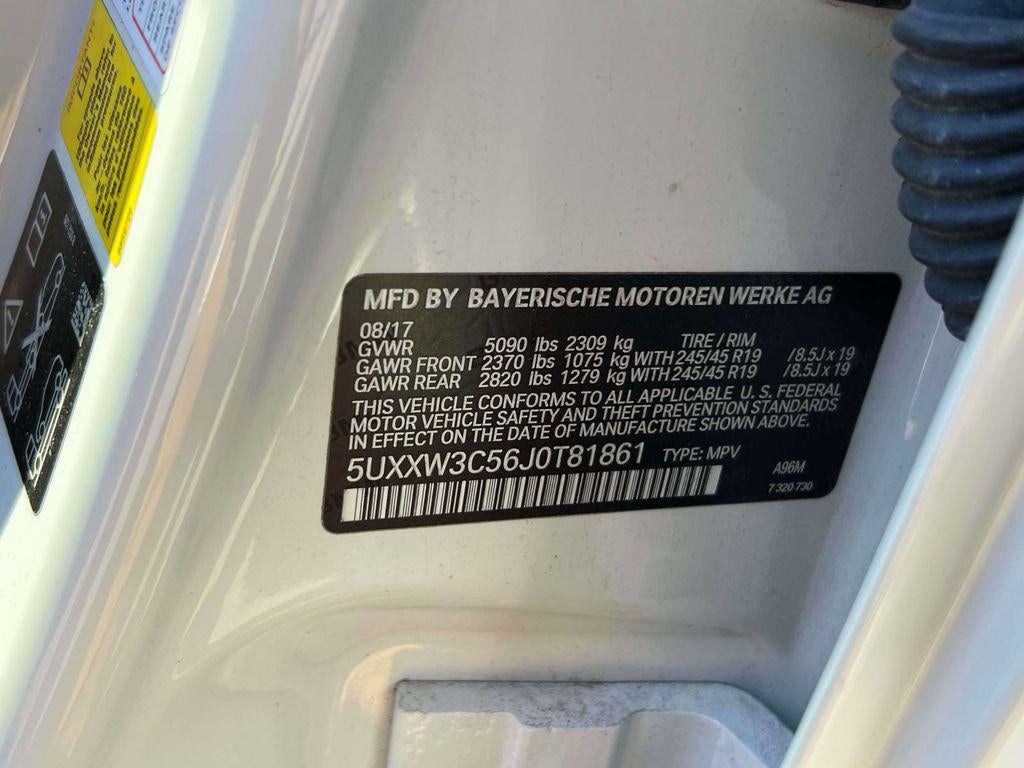 MFD BY BAYERISCHE MOTOREN WERKE AG
08/17
GVWR 5090 lbs 2309 kg TIRE / RIM
GAWR FRONT 2370 lbs 1075 kg WITH 245/45 R19 / 8.5J x 19
GAWR REAR 2820 lbs 1279 kg WITH 245/45 R19 / 8.5J x 19
THIS VEHICLE CONFORMS TO ALL APPLICABLE U. S. FEDERAL
MOTOR VEHICLE SAFETY AND THEFT PREVENTION STANDARDS
IN EFFECT ON THE DATE OF MANUFACTURE SHOWN ABOVE.
5UXXW3C56J0T81861 TYPE: MPV A96M
7 320 730